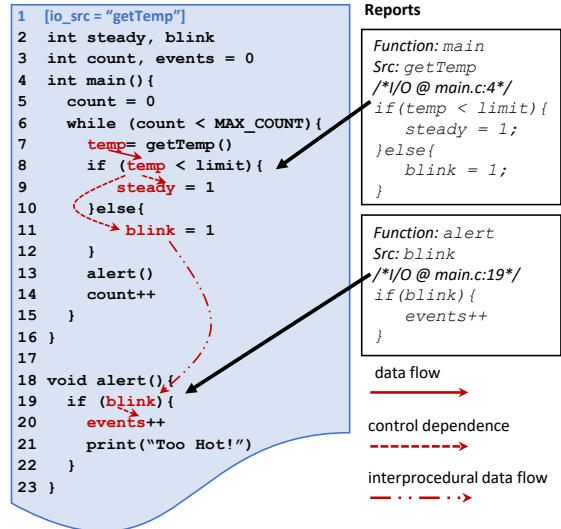 1 [io_src = “getTemp”]
2 int steady, blink
3 int count, events = 0
4 int main(){
5 count = 0
6 while (count < MAX_COUNT){
7 temp= getTemp()
8 if (temp < limit){
9 steady = 1
10 }else{
11 blink = 1
12 }
13 alert()
14 count++
15 }
16 }
17
18 void alert(){
19 if (blink){
20 events++
21 print(“Too Hot!”)
22 }
23 }
Reports
Function: main
Src: getTemp
/*I/O @ main.c:4*/
if(temp < limit){
steady = 1;
}else{
blink = 1;
}
Function: alert
Src: blink
/*I/O @ main.c:19*/
if(blink){
events++
}
data flow
control dependence
interprocedural data flow